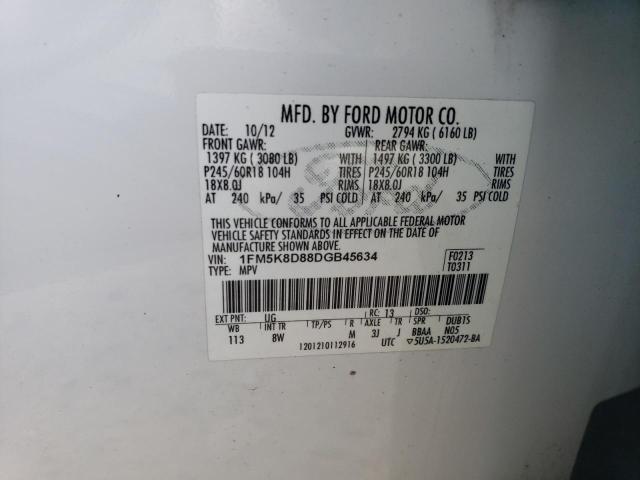 MFD. BY FORD MOTOR CO.
DATE: 10/12 GVWR: 2794 KG ( 6160 LB)
FRONT GAWR: REAR GAWR:
1397 KG ( 3080 LB) WITH 1497 KG ( 3300 LB) WITH
P245/60R18 104H TIRES P245/60R18 104H TIRES
18X8.0J RIMS 18X8.0J RIMS
AT 240 kPa/ 35 PSI COLD AT 240 kPa/ 35 PSI COLD
THIS VEHICLE CONFORMS TO ALL APPLICABLE FEDERAL MOTOR
VEHICLE SAFETY STANDARDS IN EFFECT ON THE DATE OF
MANUFACTURE SHOWN ABOVE.
VIN: 1FM5K8D88DGB45634 F0213
TYPE: MPV T0311
EXT PNT: UG RC: 13 DSO:
WB INT TR TP/PS R AXLE TR SPR DUBTS
113 8W M 3J J BBAA N05
1201210112916 UTC ▽5U5A-1520472-BA
Ford